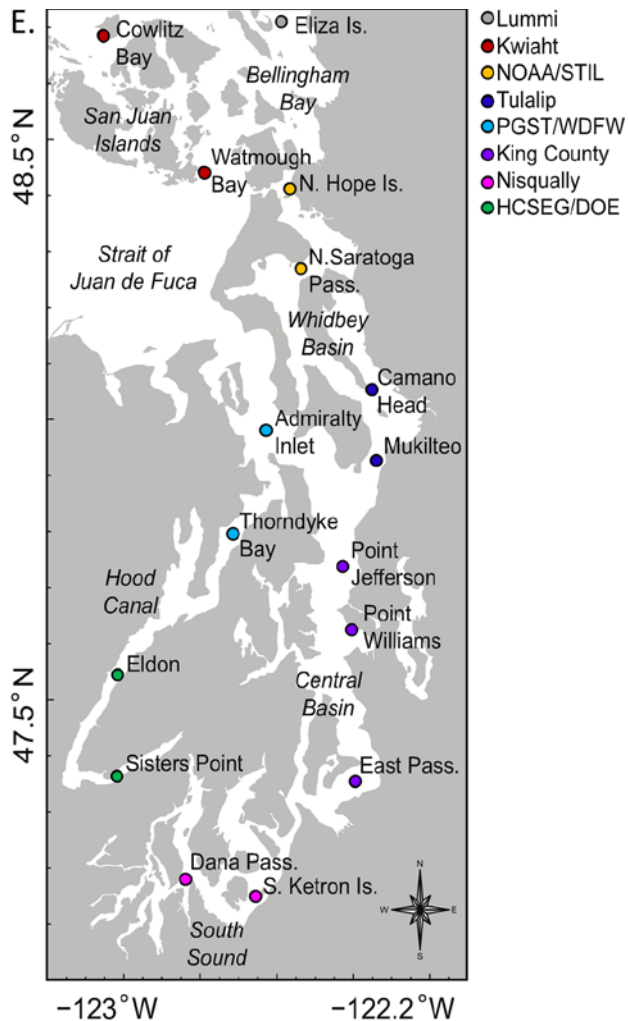 E.
Cowlitz
Bay
Eliza Is.
Bellingham
Bay
San Juan
Islands
Watmough
Bay
N. Hope Is.
48.5°N
Strait of
Juan de Fuca
N.Saratoga
Pass.
Whidbey
Basin
Camano
Head
Admiralty
Inlet
Mukilteo
Thorndyke
Bay
Point
Jefferson
Hood
Canal
Point
Williams
Eldon
47.5°N
Central
Basin
Sisters Point
East Pass.
Dana Pass.
S. Ketron Is.
South
Sound
N
W
E
S
−123°W
−122.2°W
Lummi
Kwiaht
NOAA/STIL
Tulalip
PGST/WDFW
King County
Nisqually
HCSEG/DOE